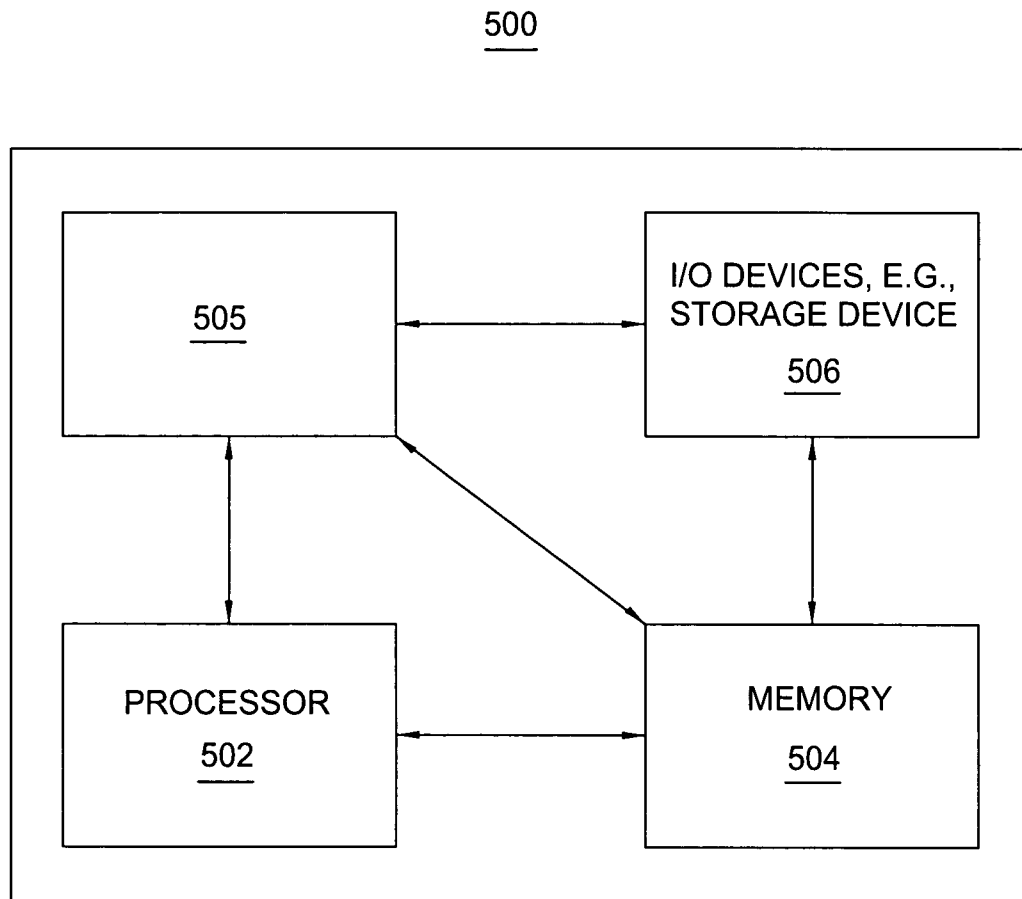 500
505
I/O DEVICES, E.G.,
STORAGE DEVICE
506
PROCESSOR
502
MEMORY
504